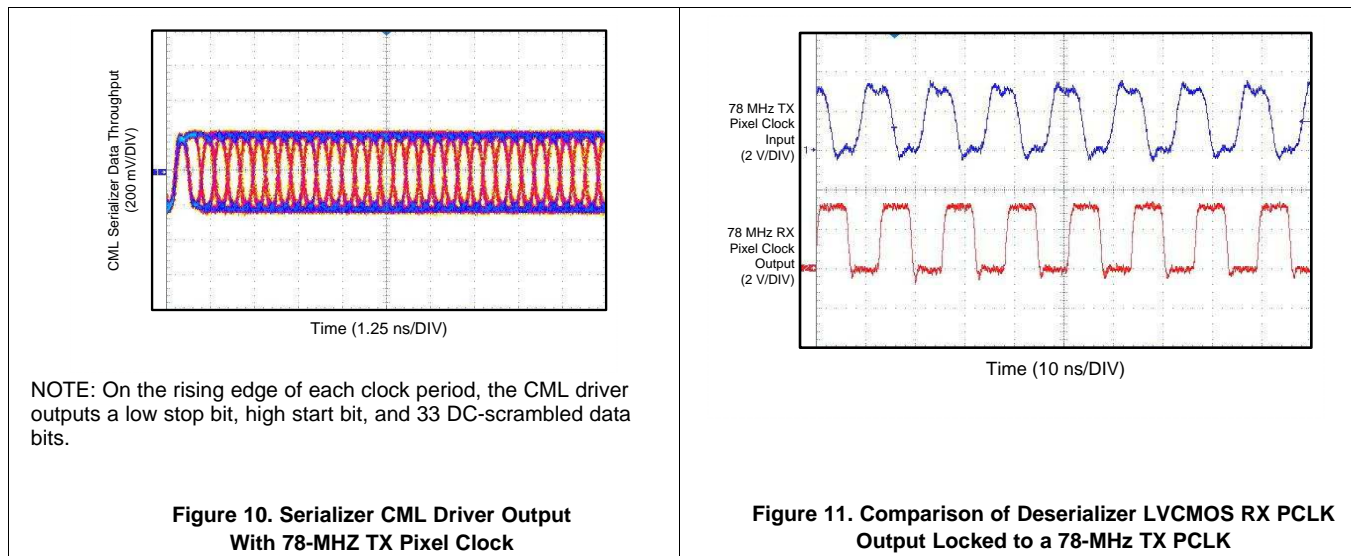 CML Serializer Data Throughput
(200 mV/DIV)
Time (1.25 ns/DIV)
NOTE: On the rising edge of each clock period, the CML driver
outputs a low stop bit, high start bit, and 33 DC-scrambled data
bits.
Figure 10. Serializer CML Driver Output
With 78-MHZ TX Pixel Clock
78 MHz TX
Pixel Clock
Input
(2 V/DIV)
78 MHz RX
Pixel Clock
Output
(2 V/DIV)
Time (10 ns/DIV)
Figure 11. Comparison of Deserializer LVCMOS RX PCLK
Output Locked to a 78-MHz TX PCLK